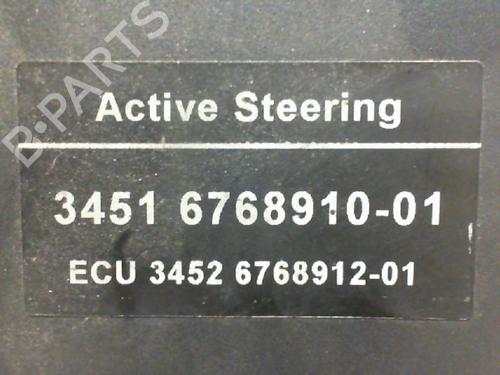 B-PARTS
Active Steering
3451 6768910-01
ECU 3452 6768912-01